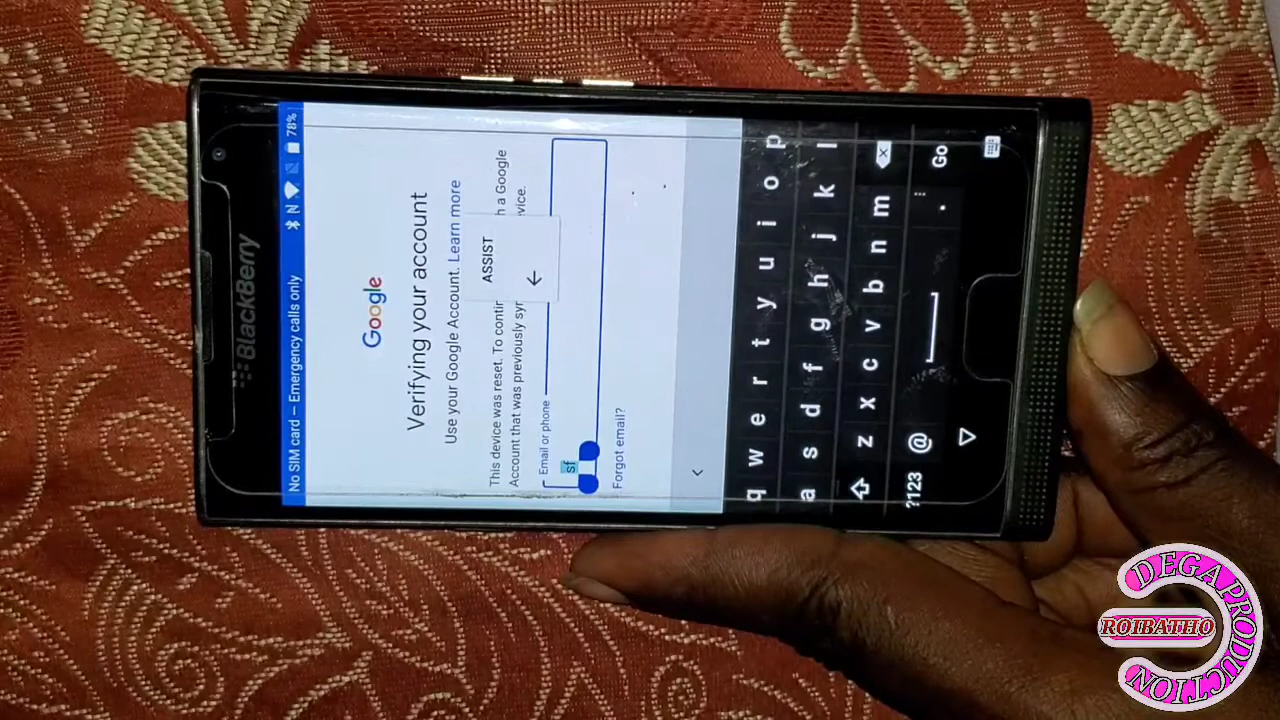 BlackBerry
No SIM card — Emergency calls only
78%
Google
Verifying your account
Use your Google Account. Learn more
ASSIST
This device was reset. To contin h a Google
Account that was previously syn vice.
Email or phone
sf
Forgot email?
q w e r t y u i o p
a s d f g h j k l
z x c v b n m
?123 @ . Go
DEGA PRODUCTION
ROIBATHO